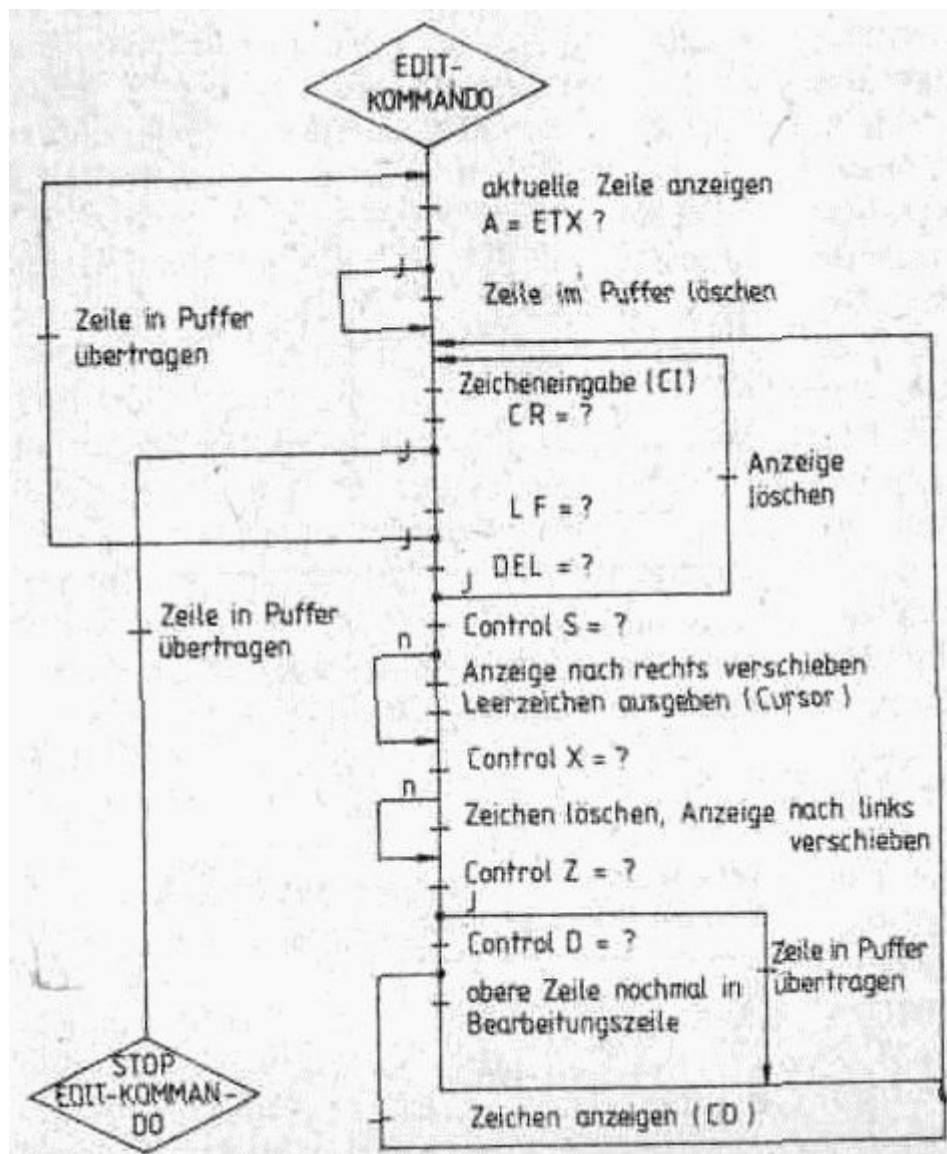 EDIT-
KOMMANDO
aktuelle Zeile anzeigen
A = ETX ?
j
Zeile im Puffer löschen
Zeile in Puffer
übertragen
Zeicheneingabe (CI)
CR = ?
j
Anzeige
löschen
LF = ?
j
DEL = ?
j
Zeile in Puffer
übertragen
Control S = ?
n
Anzeige nach rechts verschieben
Leerzeichen ausgeben (Cursor)
Control X = ?
n
Zeichen löschen, Anzeige nach links
verschieben
Control Z = ?
j
Control D = ?
Zeile in Puffer
übertragen
obere Zeile nochmal in
Bearbeitungszeile
STOP
EDIT-KOMMAN-
DO
Zeichen anzeigen (CO)